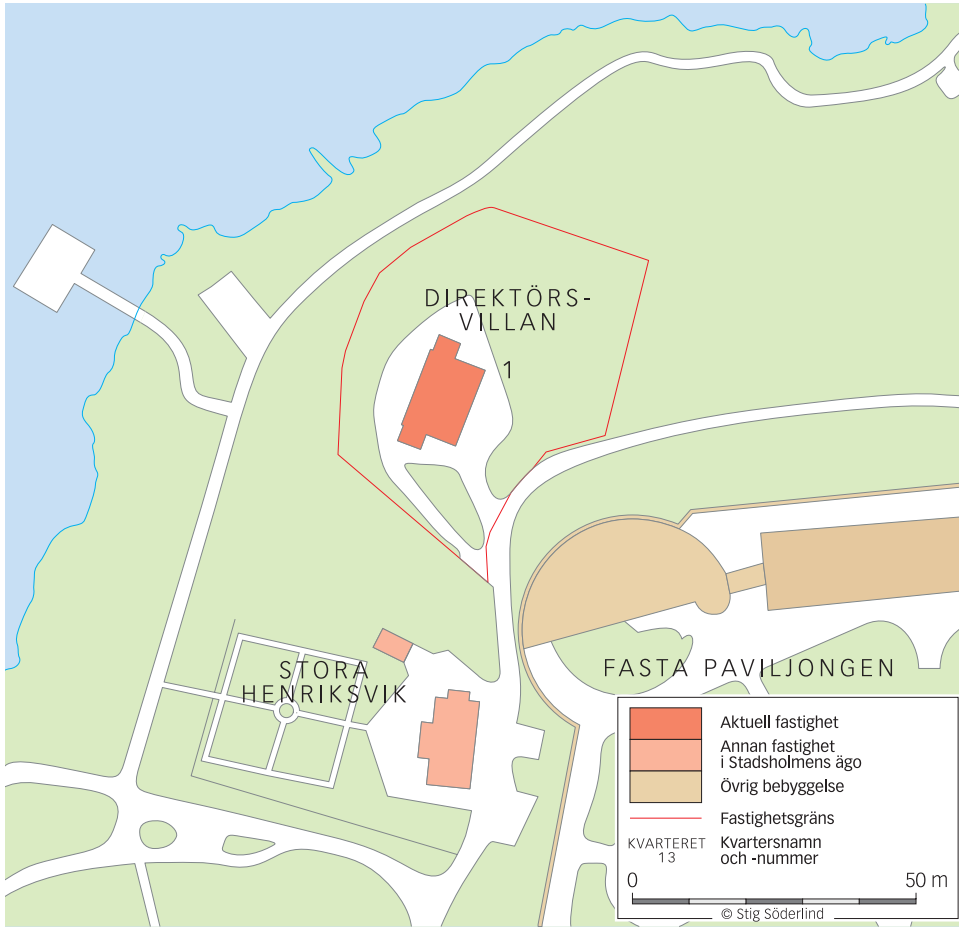 DIREKTÖRS-
VILLAN
1
STORA
HENRIKSVIK
FASTA PAVILJONGEN
Aktuell fastighet
Annan fastighet
i Stadsholmens ägo
Övrig bebyggelse
Fastighetsgräns
KVARTERET
13
Kvartersnamn
och -nummer
0
50 m
© Stig Söderlind